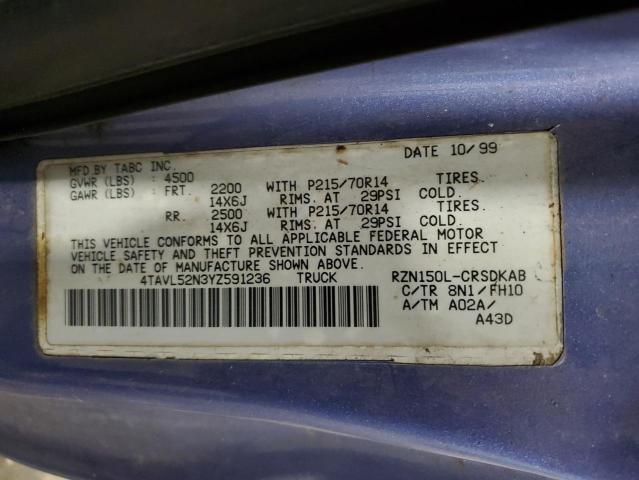 MFD BY TABC INC. DATE 10/99
GVWR (LBS) 4500
GAWR (LBS) FRT. 2200 WITH P215/70R14 TIRES.
14X6J RIMS. AT 29PSI COLD.
RR. 2500 WITH P215/70R14 TIRES.
14X6J RIMS. AT 29PSI COLD.
THIS VEHICLE CONFORMS TO ALL APPLICABLE FEDERAL MOTOR
VEHICLE SAFETY AND THEFT PREVENTION STANDARDS IN EFFECT
ON THE DATE OF MANUFACTURE SHOWN ABOVE.
4TAVL52N3YZ591236 TRUCK RZN150L-CRSDKAB
C/TR 8N1/FH10
A/TM A02A/
A43D